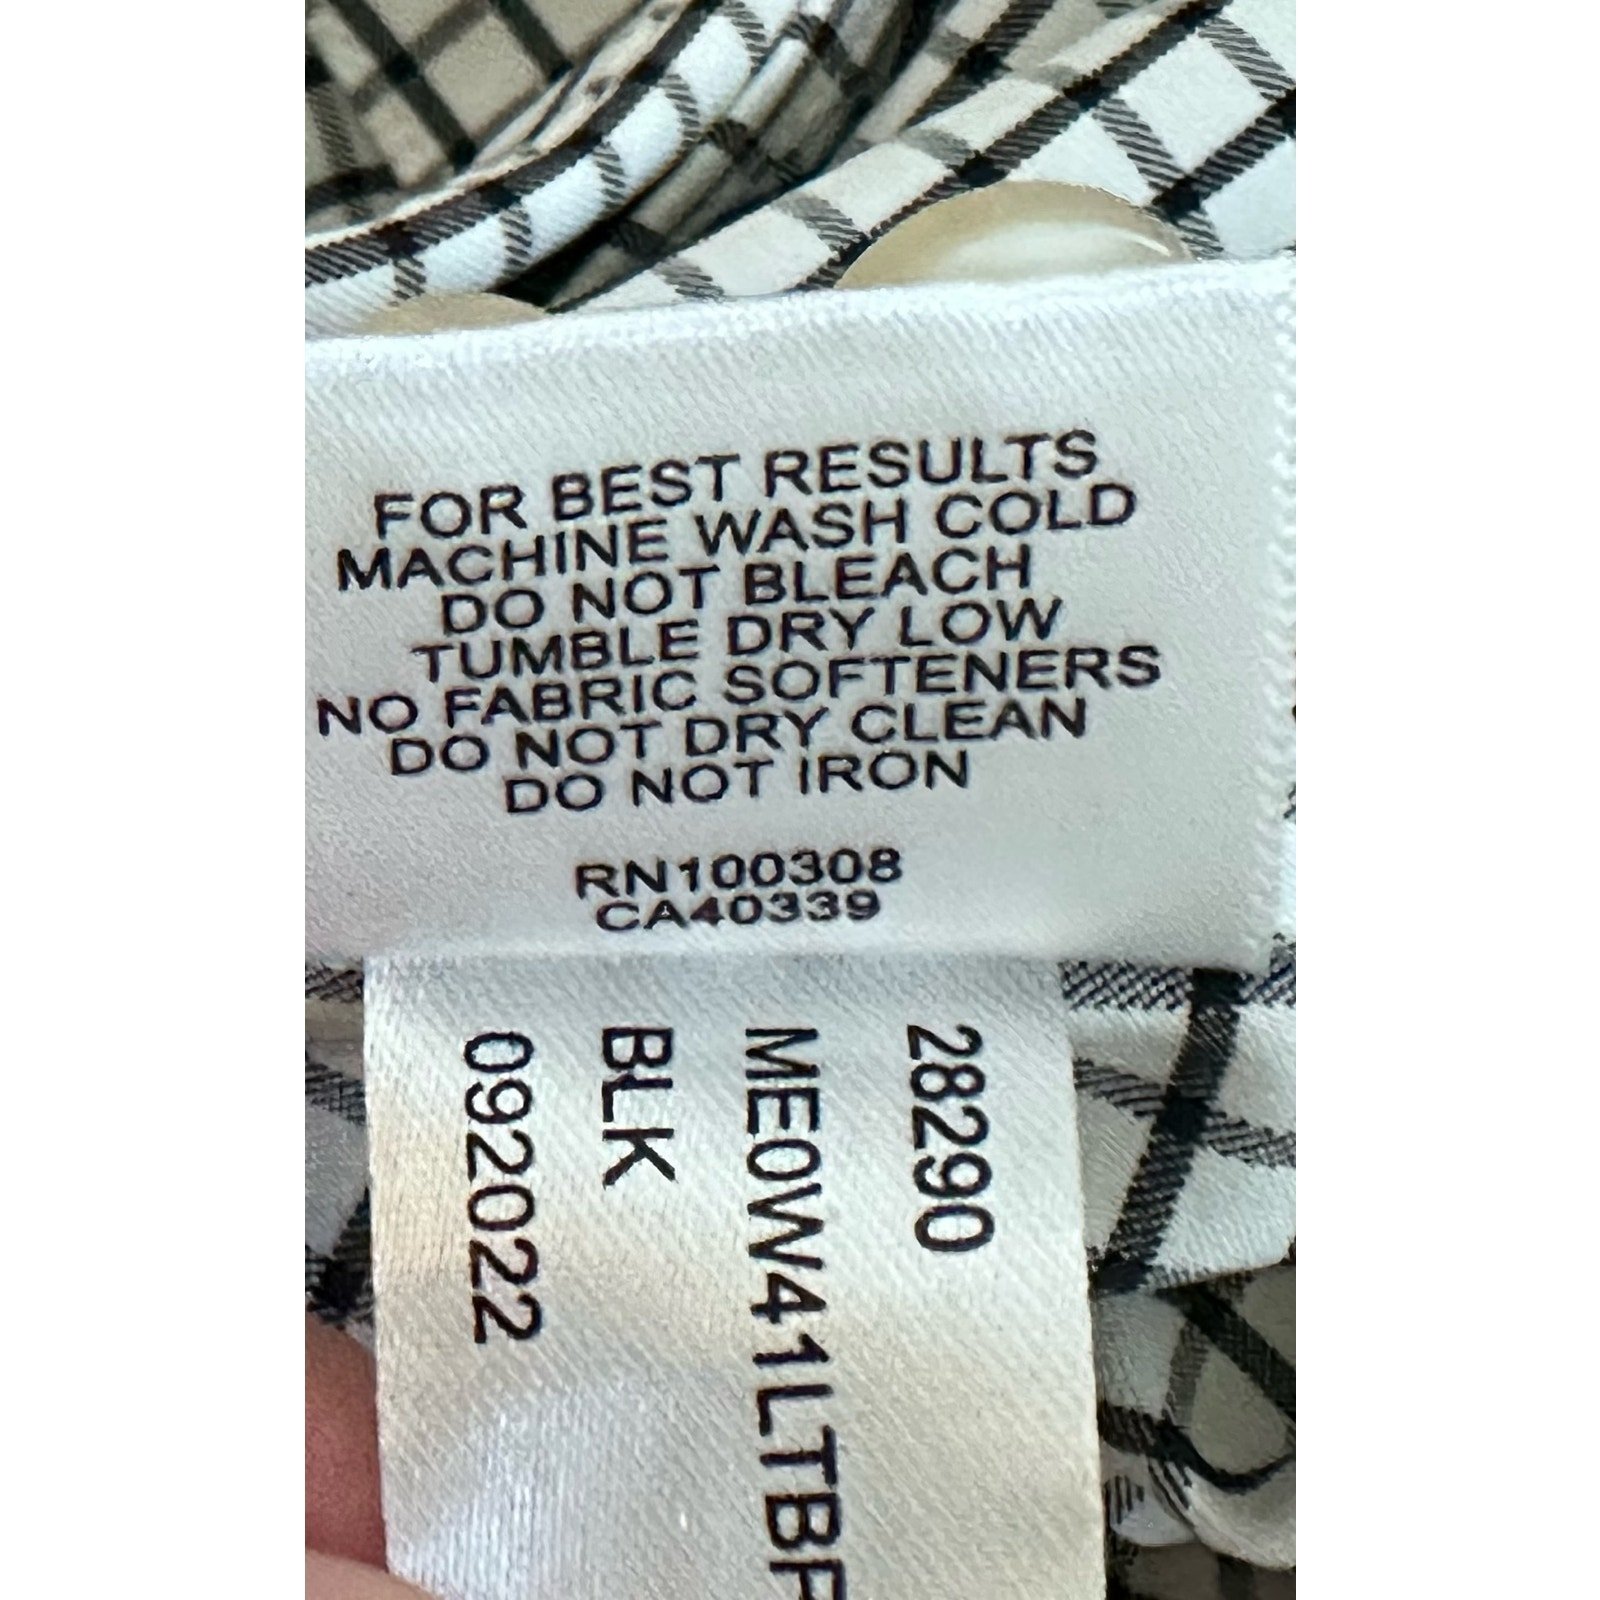 FOR BEST RESULTS
MACHINE WASH COLD
DO NOT BLEACH
TUMBLE DRY LOW
NO FABRIC SOFTENERS
DO NOT DRY CLEAN
DO NOT IRON
RN100308
CA40339
28290
ME0W41LTBP
BLK
092022